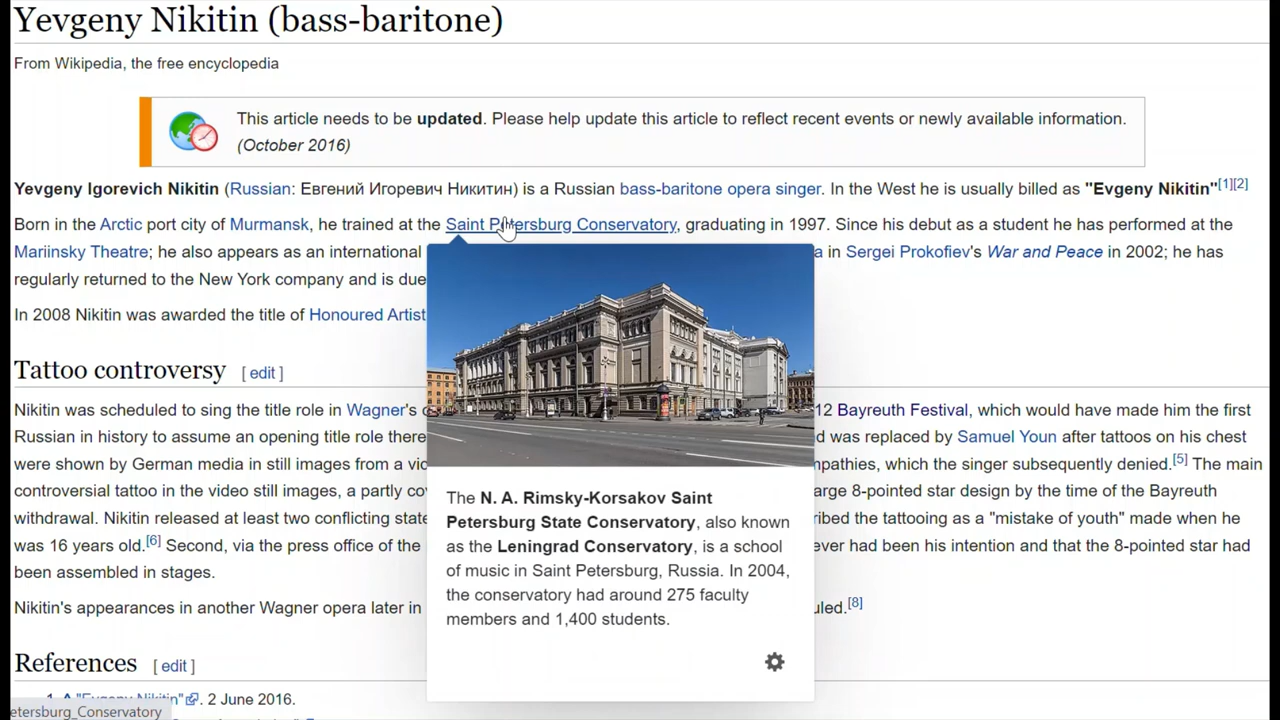 Yevgeny Nikitin (bass-baritone)
From Wikipedia, the free encyclopedia
This article needs to be updated. Please help update this article to reflect recent events or newly available information.
(October 2016)
Yevgeny Igorevich Nikitin (Russian: Евгений Игоревич Никитин) is a Russian bass-baritone opera singer. In the West he is usually billed as "Evgeny Nikitin"[1][2]
Born in the Arctic port city of Murmansk, he trained at the Saint Petersburg Conservatory, graduating in 1997. Since his debut as a student he has performed at the
Mariinsky Theatre; he also appears as an international a in Sergei Prokofiev's War and Peace in 2002; he has
regularly returned to the New York company and is due
In 2008 Nikitin was awarded the title of Honoured Artist
Tattoo controversy [ edit ]
Nikitin was scheduled to sing the title role in Wagner's 12 Bayreuth Festival, which would have made him the first
Russian in history to assume an opening title role there d was replaced by Samuel Youn after tattoos on his chest
were shown by German media in still images from a vic npathies, which the singer subsequently denied.[5] The main
controversial tattoo in the video still images, a partly co arge 8-pointed star design by the time of the Bayreuth
withdrawal. Nikitin released at least two conflicting state ribed the tattooing as a "mistake of youth" made when he
was 16 years old.[6] Second, via the press office of the ever had been his intention and that the 8-pointed star had
been assembled in stages.
Nikitin's appearances in another Wagner opera later in uled.[8]
The N. A. Rimsky-Korsakov Saint
Petersburg State Conservatory, also known
as the Leningrad Conservatory, is a school
of music in Saint Petersburg, Russia. In 2004,
the conservatory had around 275 faculty
members and 1,400 students.
References [ edit ]
1. ^ "Evgeny Nikitin". 2 June 2016.
etersburg_Conservatory